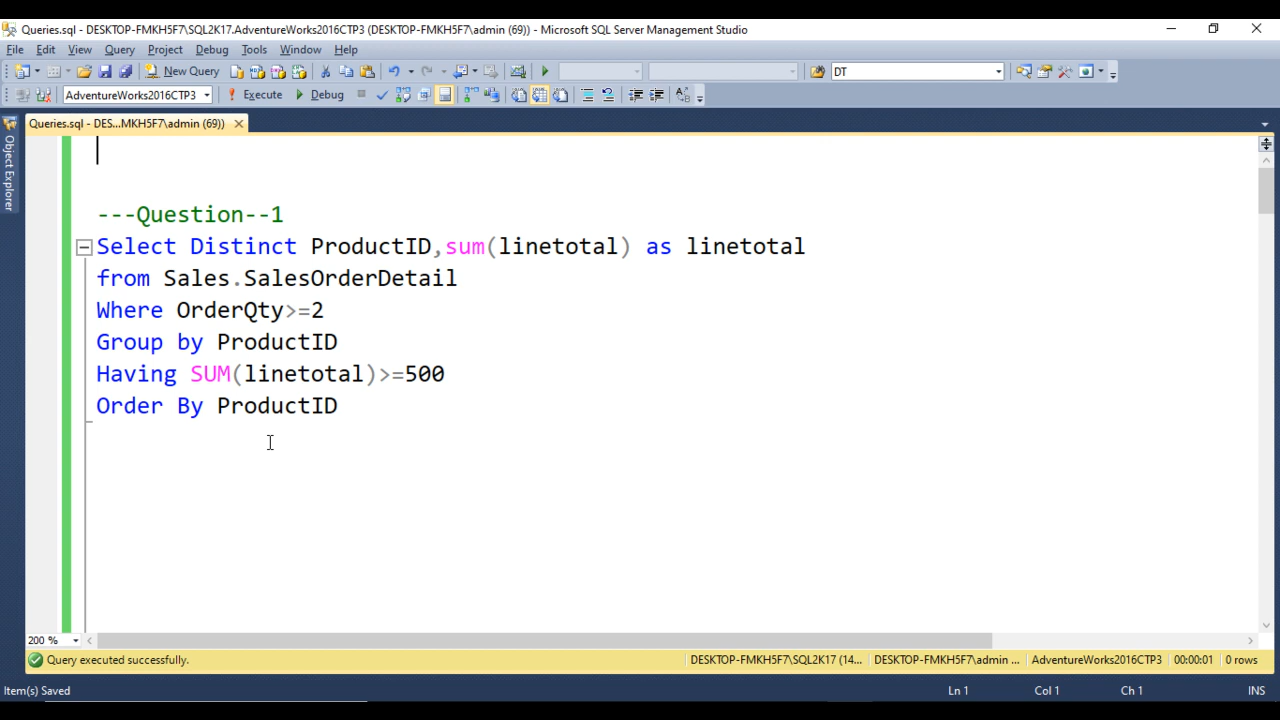 Queries.sql - DESKTOP-FMKH5F7\SQL2K17.AdventureWorks2016CTP3 (DESKTOP-FMKH5F7\admin (69)) - Microsoft SQL Server Management Studio
File Edit View Query Project Debug Tools Window Help
New Query DT
AdventureWorks2016CTP3 Execute Debug
Queries.sql - DES...MKH5F7\admin (69))
Object Explorer
---Question--1
Select Distinct ProductID,sum(linetotal) as linetotal
from Sales.SalesOrderDetail
Where OrderQty>=2
Group by ProductID
Having SUM(linetotal)>=500
Order By ProductID
200 %
Query executed successfully. DESKTOP-FMKH5F7\SQL2K17 (14... DESKTOP-FMKH5F7\admin ... AdventureWorks2016CTP3 00:00:01 0 rows
Item(s) Saved Ln 1 Col 1 Ch 1 INS